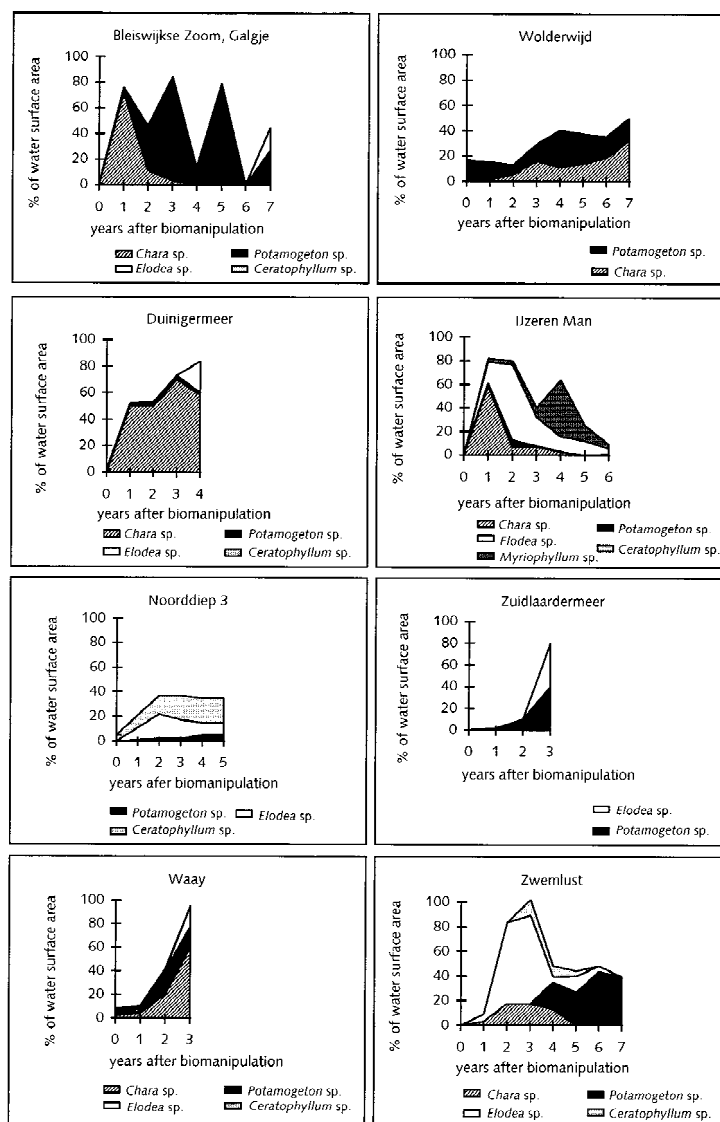 Bleiswijkse Zoom, Galgje
% of water surface area
100
80
60
40
20
0
0 1 2 3 4 5 6 7
years after biomanipulation
Chara sp. Potamogeton sp.
Elodea sp. Ceratophyllum sp.
Wolderwijd
% of water surface area
100
80
60
40
20
0
0 1 2 3 4 5 6 7
years after biomanipulation
Potamogeton sp.
Chara sp.
Duinigermeer
% of water surface area
100
80
60
40
20
0
0 1 2 3 4
years after biomanipulation
Chara sp. Potamogeton sp.
Elodea sp. Ceratophyllum sp.
IJzeren Man
% of water surface area
100
80
60
40
20
0
0 1 2 3 4 5 6
years after biomanipulation
Chara sp. Potamogeton sp.
Flodea sp. Ceratophyllum sp.
Myriophyllum sp.
Noorddiep 3
% of water surface area
100
80
60
40
20
0
0 1 2 3 4 5
years afer biomanipulation
Potamogeton sp. Elodea sp.
Ceratophyllum sp.
Zuidlaardermeer
% of water surface area
100
80
60
40
20
0
0 1 2 3
years after biomanipulation
Elodea sp.
Potamogeton sp.
Waay
% of water surface area
100
80
60
40
20
0
0 1 2 3
years after biomanipulation
Chara sp. Potamogeton sp.
Elodea sp. Ceratophyllum sp.
Zwemlust
% of water surface area
100
80
60
40
20
0
0 1 2 3 4 5 6 7
years after biomanipulation
Chara sp. Potamogeton sp.
Elodea sp. Ceratophyllum sp.